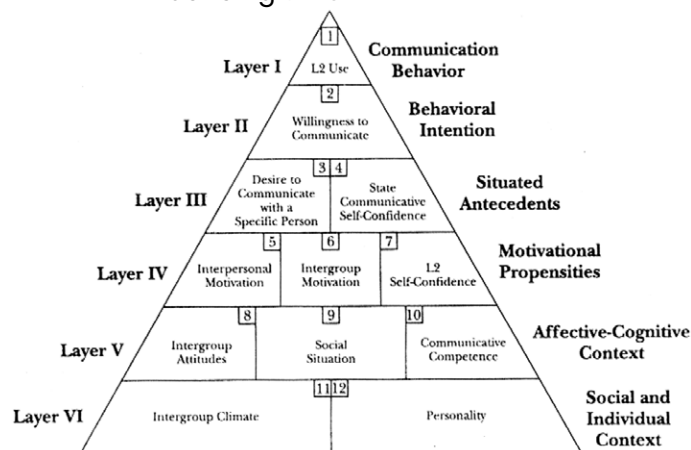 1
Layer I
L2 Use
Communication
Behavior
2
Layer II
Willingness to
Communicate
Behavioral
Intention
3 4
Layer III
Desire to
Communicate
with a
Specific Person
State
Communicative
Self-Confidence
Situated
Antecedents
5
6
7
Layer IV
Interpersonal
Motivation
Intergroup
Motivation
L2
Self-Confidence
Motivational
Propensities
8
9
10
Layer V
Intergroup
Attitudes
Social
Situation
Communicative
Competence
Affective-Cognitive
Context
11 12
Layer VI
Intergroup Climate
Personality
Social and
Individual
Context